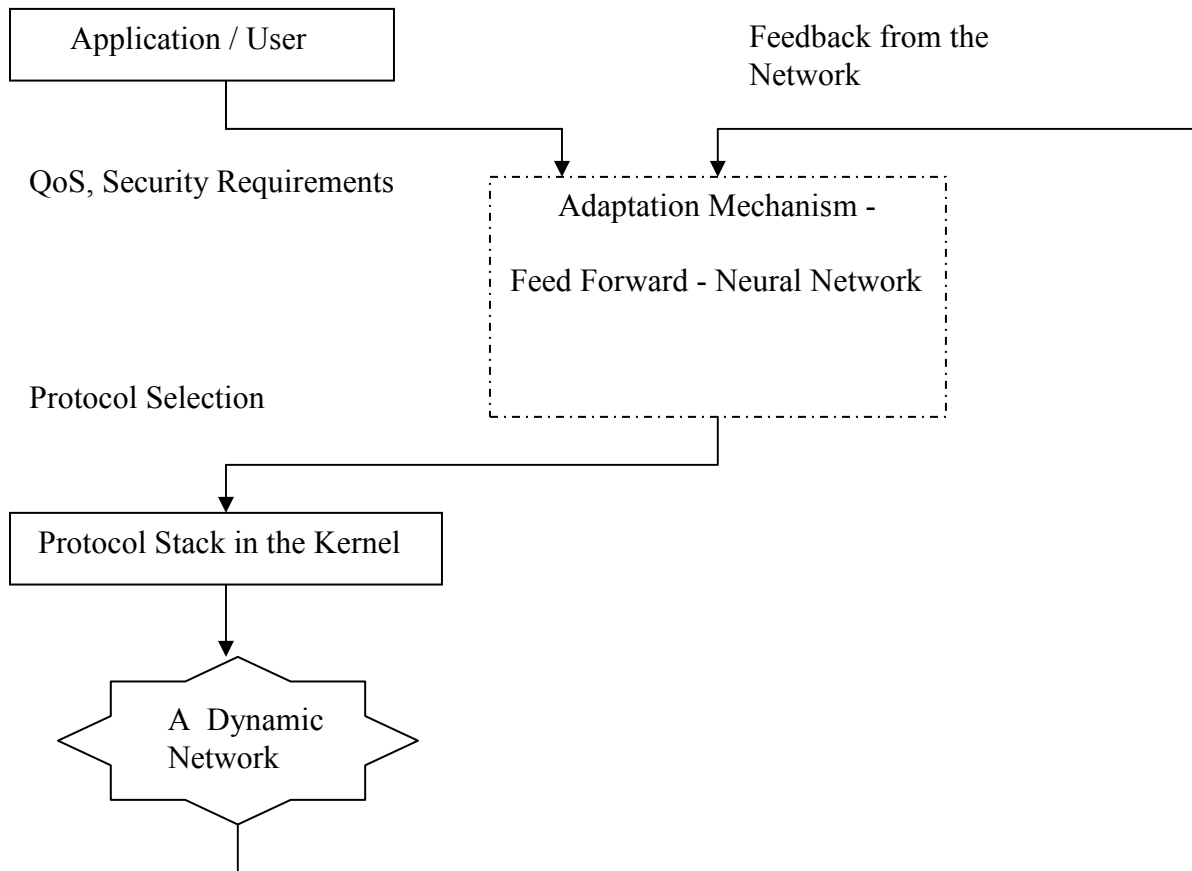 Application / User
Feedback from the
Network
QoS, Security Requirements
Adaptation Mechanism -
Feed Forward - Neural Network
Protocol Selection
Protocol Stack in the Kernel
A Dynamic
Network